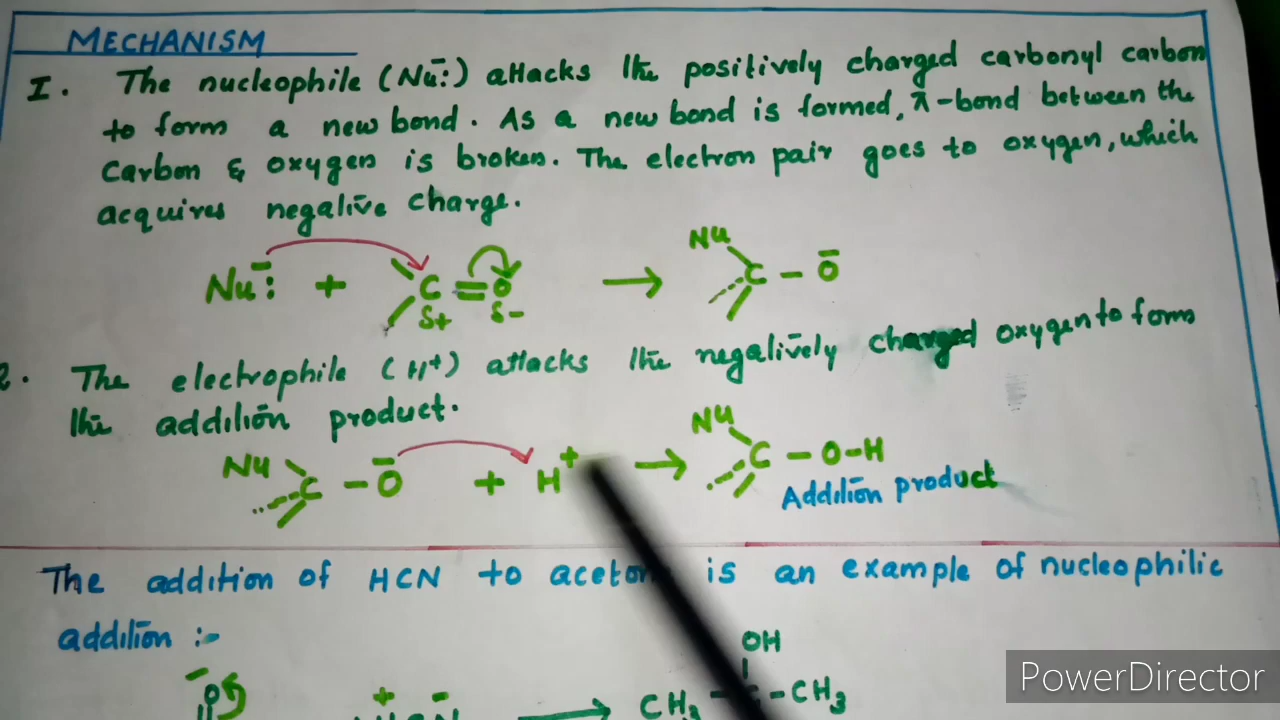 MECHANISM
I. The nucleophile (Nu⁻:) attacks the positively charged carbonyl carbon
to form a new bond. As a new bond is formed, π-bond between the
carbon & oxygen is broken. The electron pair goes to oxygen, which
acquires negative charge.
Nu⁻: + C=O → Nu C – O⁻
δ+ δ-
2. The electrophile (H⁺) attacks the negatively charged oxygen to form
the addition product.
Nu C – O⁻ + H⁺ → Nu C – O–H
Addition product
The addition of HCN to is an example of nucleophilic
addition :-
OH
CH₃ – –CH₃
PowerDirector